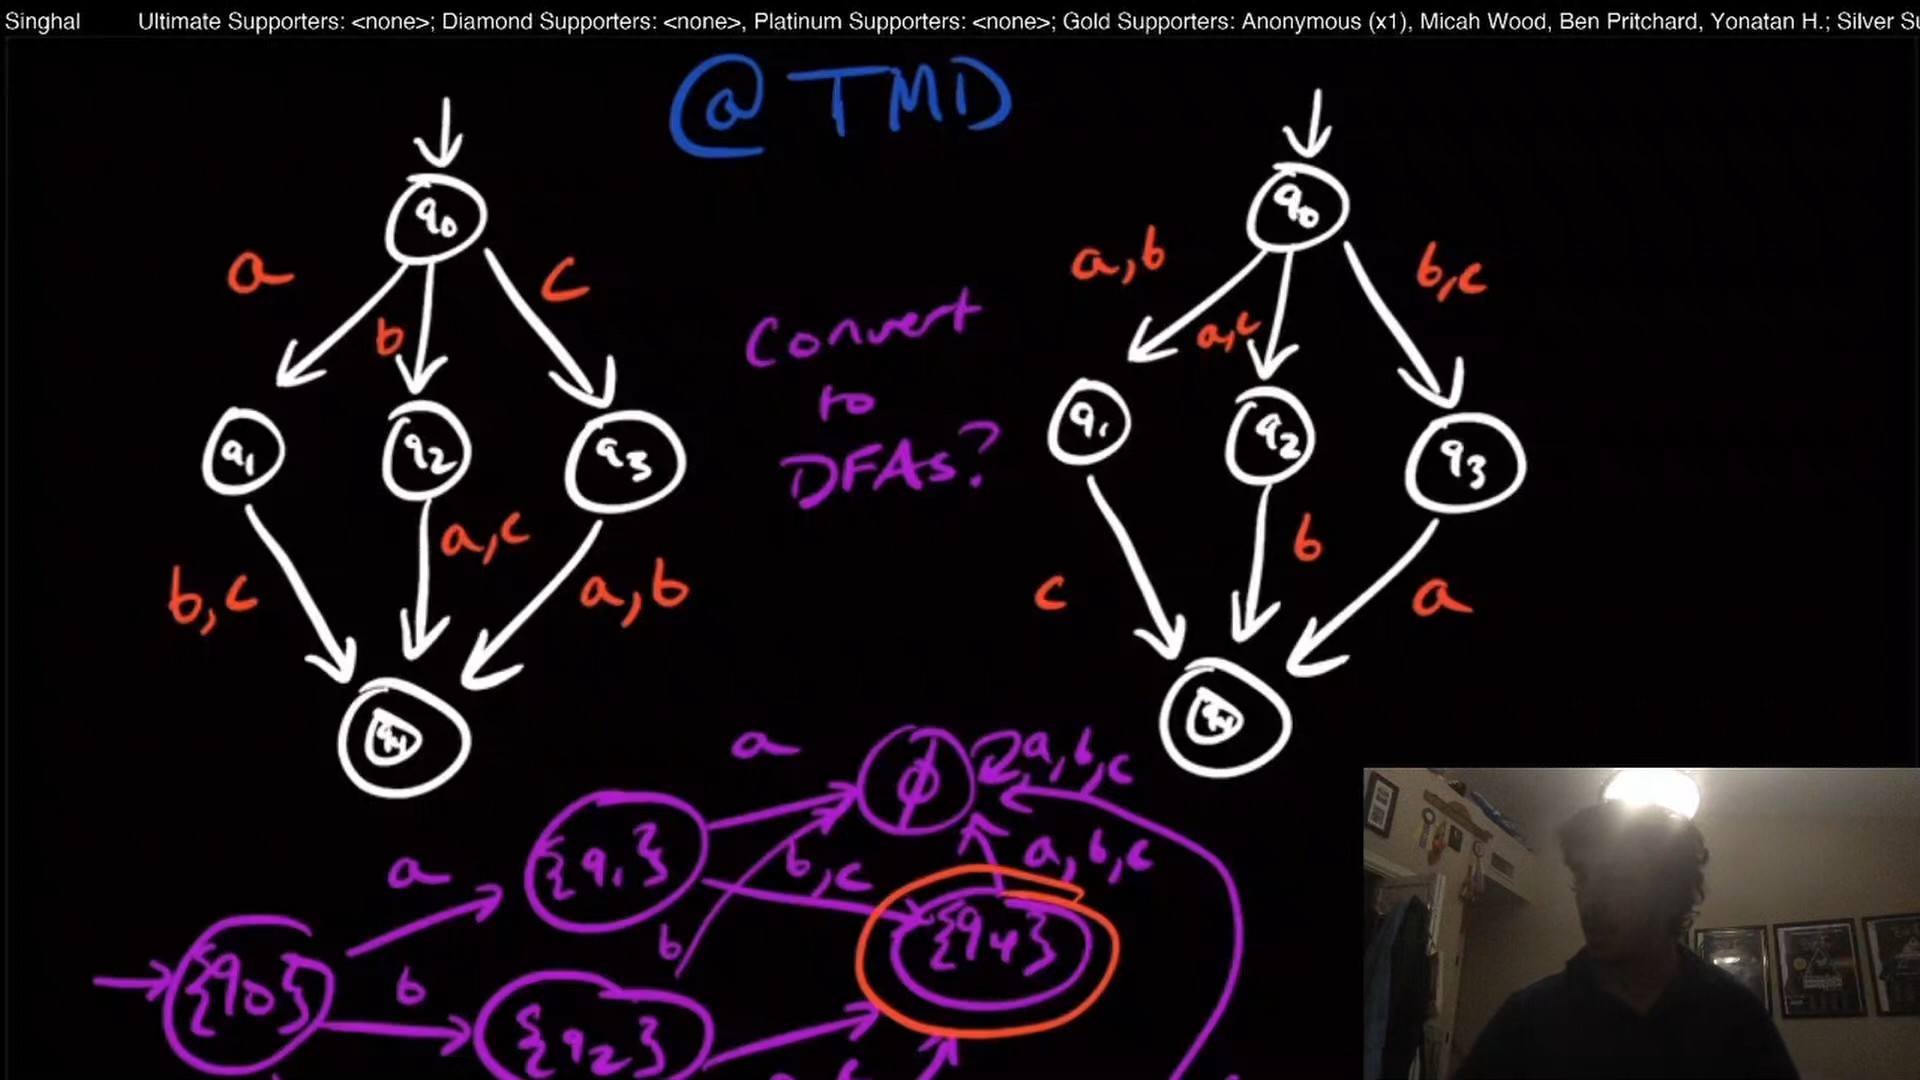 Singhal Ultimate Supporters: <none>; Diamond Supporters: <none>, Platinum Supporters: <none>; Gold Supporters: Anonymous (x1), Micah Wood, Ben Pritchard, Yonatan H.; Silver Su
@TMD
q0
a
b
c
q1
q2
q3
b,c
a,c
a,b
q4
Convert
to
DFAs?
q0
a,b
a,c
b,c
q1
q2
q3
c
b
a
q4
a
ϕ
a,b,c
{q1}
a
b,c
a,b,c
{q4}
b
{q0}
b
{q2}